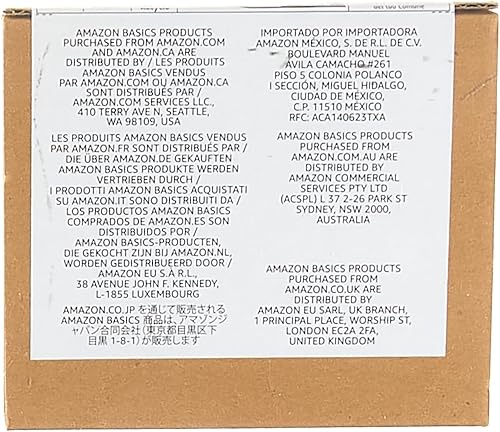 AMAZON BASICS PRODUCTS
PURCHASED FROM AMAZON.COM
AND AMAZON.CA ARE
DISTRIBUTED BY / LES PRODUITS
AMAZON BASICS VENDUS
PAR AMAZON.COM OU AMAZON.CA
SONT DISTRIBUÉS PAR /
AMAZON.COM SERVICES LLC.,
410 TERRY AVE N, SEATTLE,
WA 98109, USA
LES PRODUITS AMAZON BASICS VENDUS
PAR AMAZON.FR SONT DISTRIBUÉS PAR /
DIE ÜBER AMAZON.DE GEKAUFTEN
AMAZON BASICS PRODUKTE WERDEN
VERTRIEBEN DURCH /
I PRODOTTI AMAZON BASICS ACQUISTATI
SU AMAZON.IT SONO DISTRIBUITI DA /
LOS PRODUCTOS AMAZON BASICS
COMPRADOS DE AMAZON.ES SON
DISTRIBUIDOS POR /
AMAZON BASICS-PRODUCTEN,
DIE GEKOCHT ZIJN BIJ AMAZON.NL,
WORDEN GEDISTRIBUEERD DOOR /
AMAZON EU S.A R.L.,
38 AVENUE JOHN F. KENNEDY,
L-1855 LUXEMBOURG
AMAZON.CO.JP を通じて販売される
AMAZON BASICS 商品は、アマゾンジ
ャパン合同会社（東京都目黒区下
目黒 1-8-1）が販売します
IMPORTADO POR IMPORTADORA
AMAZON MÉXICO, S. DE R.L. DE C.V.
BOULEVARD MANUEL
AVILA CAMACHO #261
PISO 5 COLONIA POLANCO
I SECCIÓN, MIGUEL HIDALGO,
CIUDAD DE MÉXICO,
C.P. 11510 MÉXICO
RFC: ACA140623TXA
AMAZON BASICS PRODUCTS
PURCHASED FROM
AMAZON.COM.AU ARE
DISTRIBUTED BY
AMAZON COMMERCIAL
SERVICES PTY LTD
(ACSPL) L 37 2-26 PARK ST
SYDNEY, NSW 2000,
AUSTRALIA
AMAZON BASICS PRODUCTS
PURCHASED FROM
AMAZON.CO.UK ARE
DISTRIBUTED BY
AMAZON EU SARL, UK BRANCH,
1 PRINCIPAL PLACE, WORSHIP ST,
LONDON EC2A 2FA,
UNITED KINGDOM